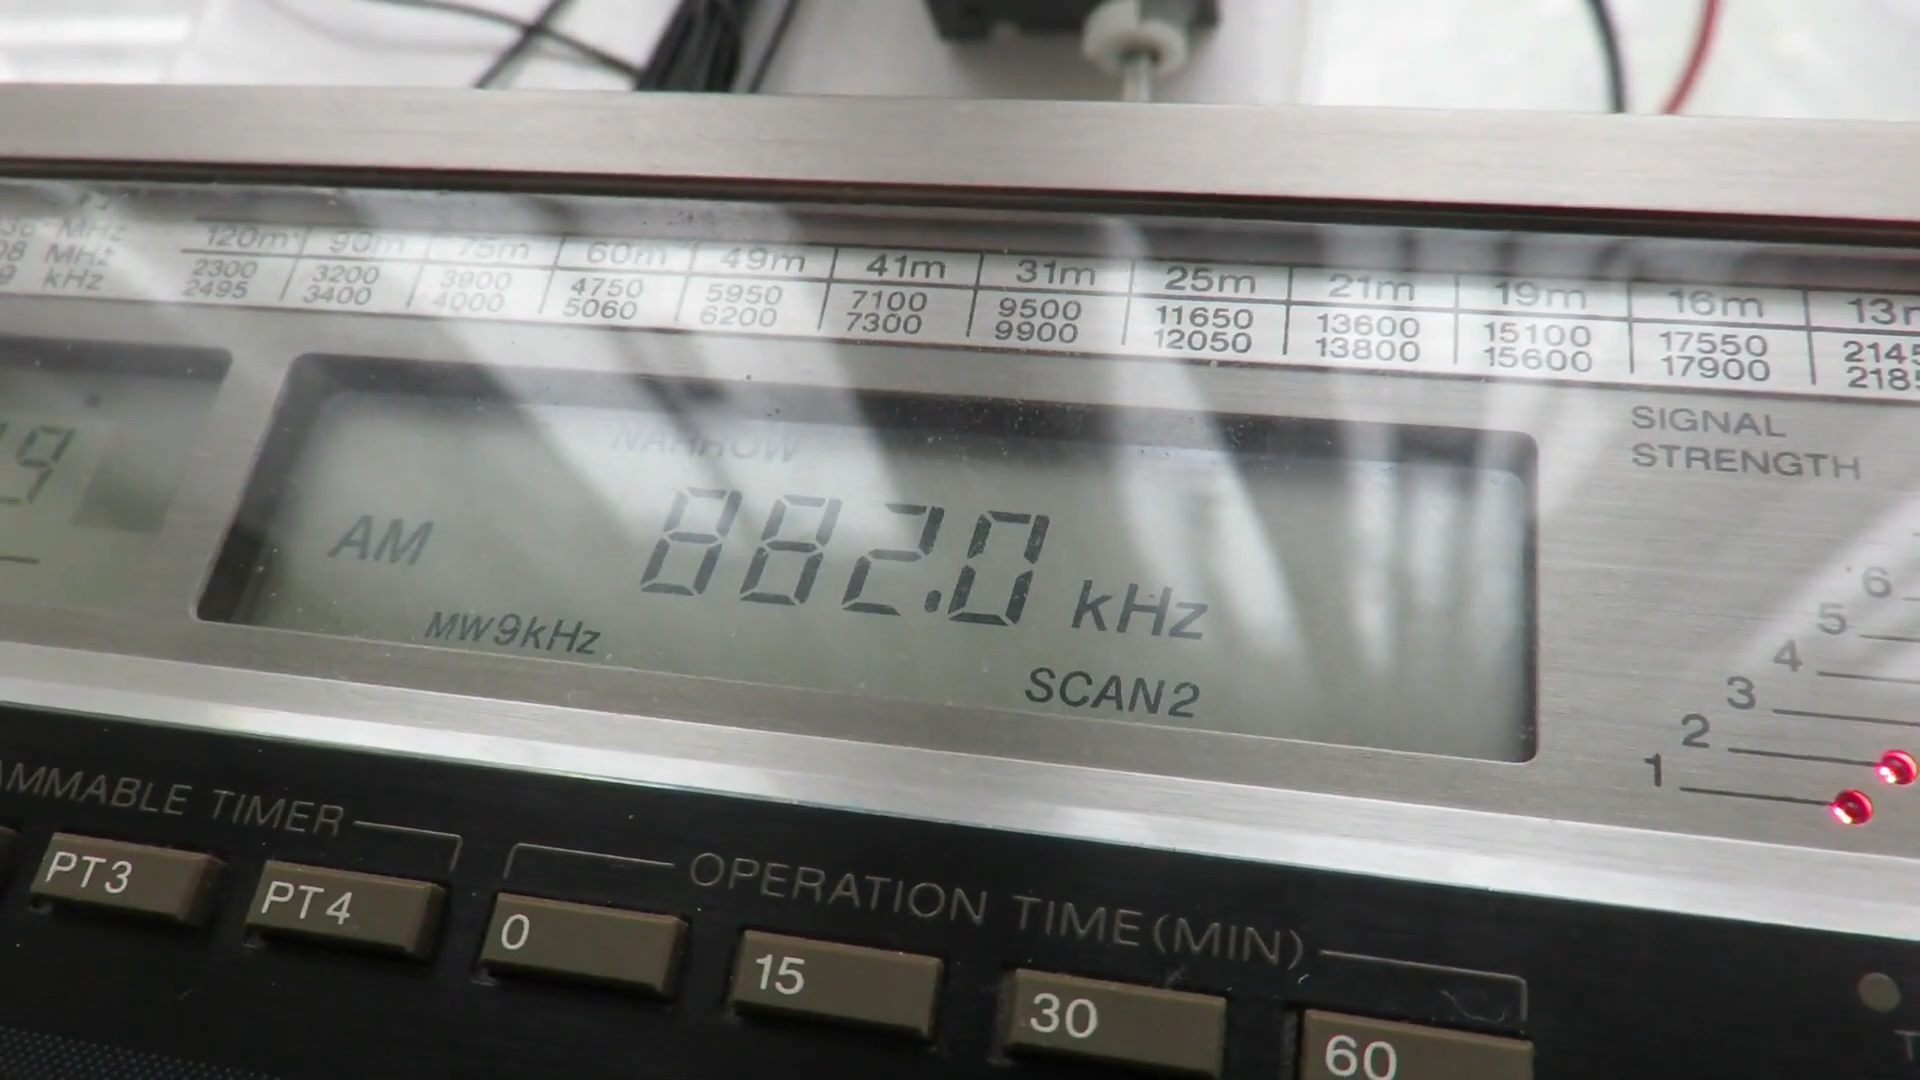 36 MHz
08 MHz
9 kHz
120m 90m 75m 60m 49m 41m 31m 25m 21m 19m 16m 13m
2300 3200 3900 4750 5950 7100 9500 11650 13600 15100 17550 2145
2495 3400 4000 5060 6200 7300 9900 12050 13800 15600 17900 218
SIGNAL
STRENGTH
NARROW
9
AM 882.0 kHz
MW9kHz
SCAN2
6
5
4
3
2
1
AMMABLE TIMER
PT3 PT4
OPERATION TIME(MIN)
0 15 30 60
T